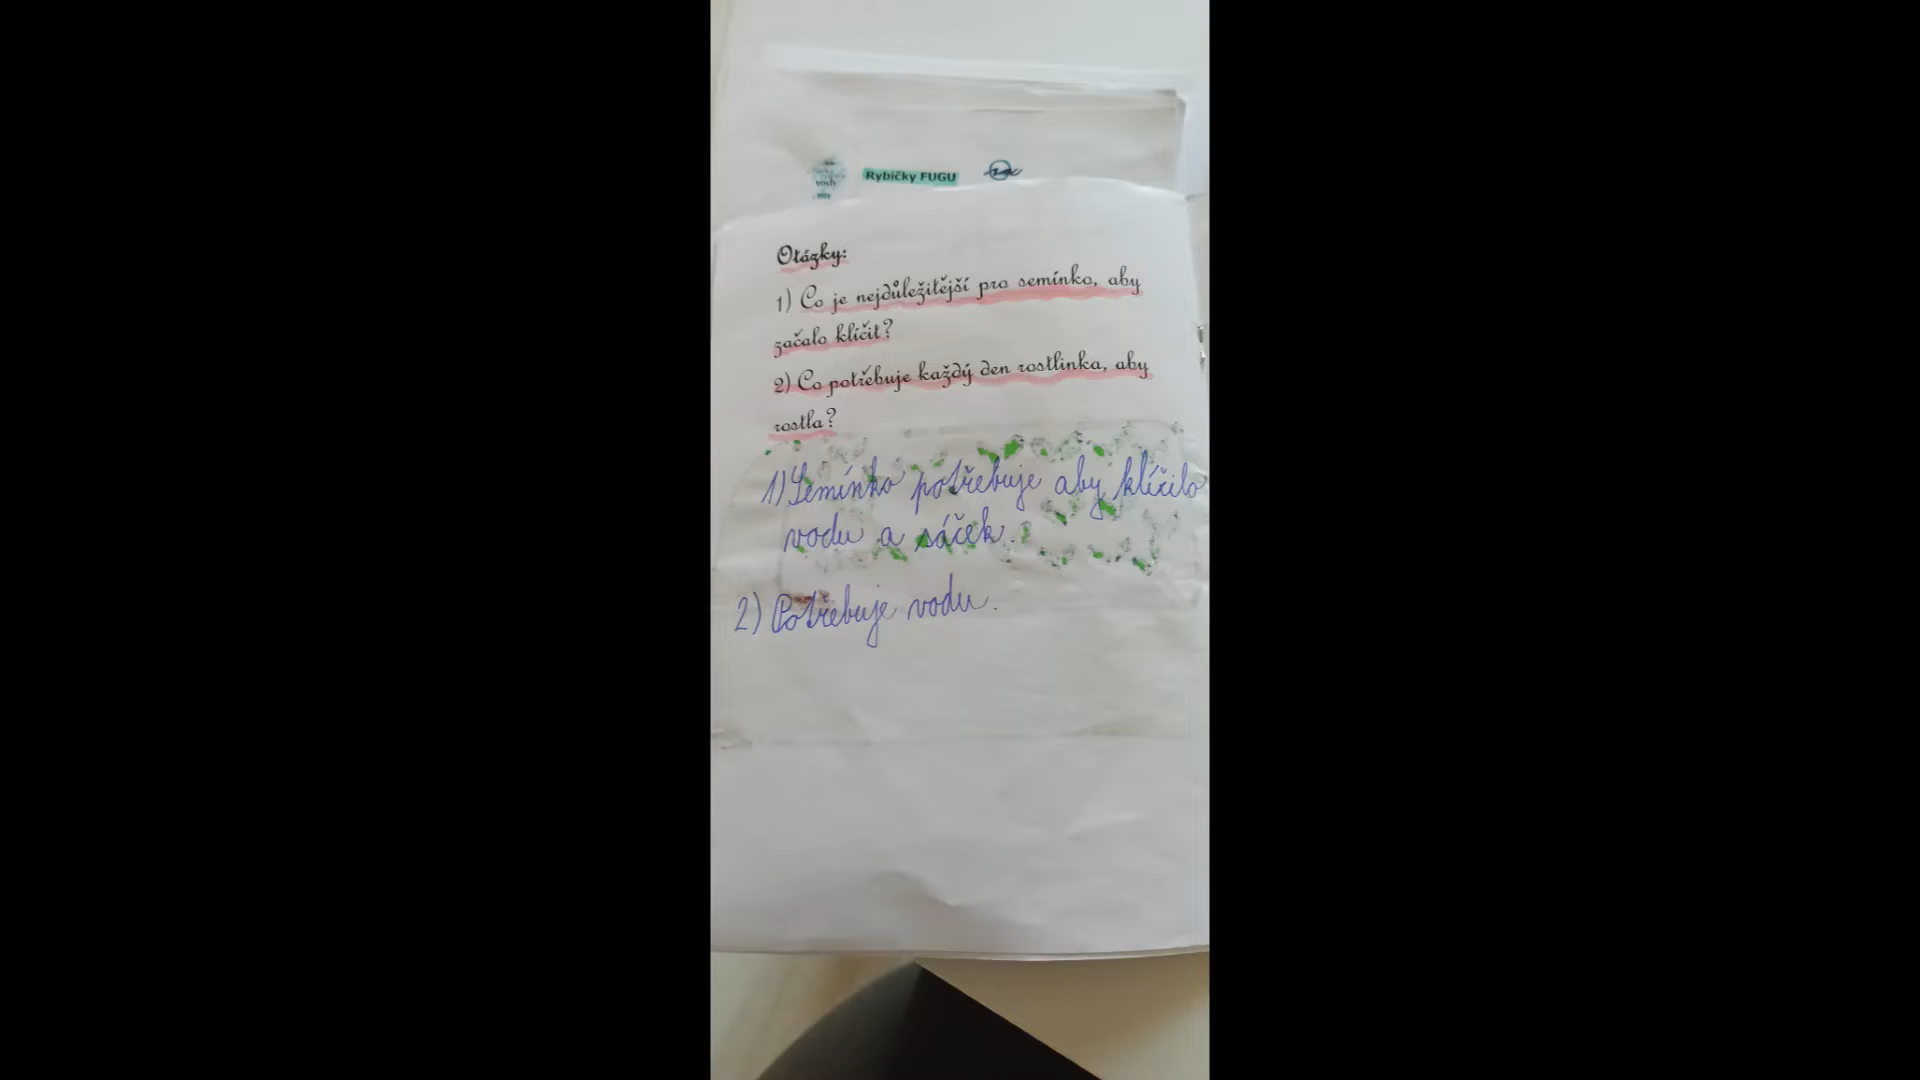 vody
Rybičky FUGU
Otázky:
1) Co je nejdůležitější pro semínko, aby
začalo klíčit?
2) Co potřebuje každý den rostlinka, aby
rostla?
1) Semínko potřebuje aby klíčilo
vodu a sáček.
2) Potřebuje vodu.